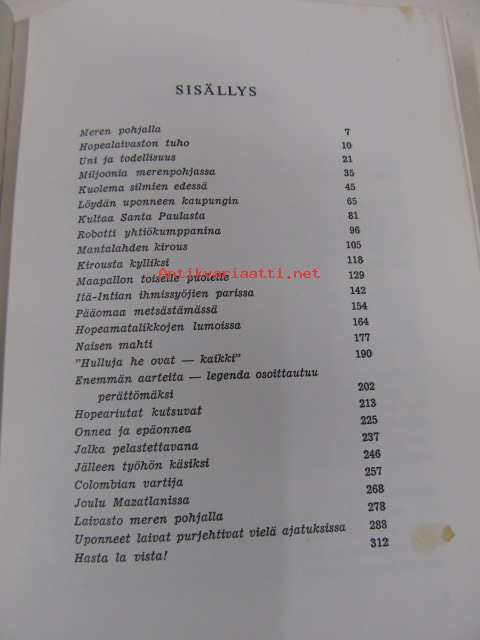 SISÄLLYS
Meren pohjalla 7
Hopealaivaston tuho 10
Uni ja todellisuus 21
Miljoonia merenpohjassa 35
Kuolema silmien edessä 45
Löydän uponneen kaupungin 65
Kultaa Santa Paulasta 81
Robotti yhtiökumppanina 96
Mantalahden kirous 105
Kirousta kylliksi 118
Antikvariaatti.net
Maapallon toiselle puolelle 129
Itä-Intian ihmissyöjien parissa 142
Pääomaa metsästämässä 154
Hopeamatalikkojen lumoissa 164
Naisen mahti 177
"Hulluja he ovat — kaikki" 190
Enemmän aarteita — legenda osoittautuu
perättömäksi 202
Hopeariutat kutsuvat 213
Onnea ja epäonnea 225
Jalka pelastettavana 237
Jälleen työhön käsiksi 246
Colombian vartija 257
Joulu Mazatlanissa 268
Laivasto meren pohjalla 278
Uponneet laivat purjehtivat vielä ajatuksissa 288
Hasta la vista! 312